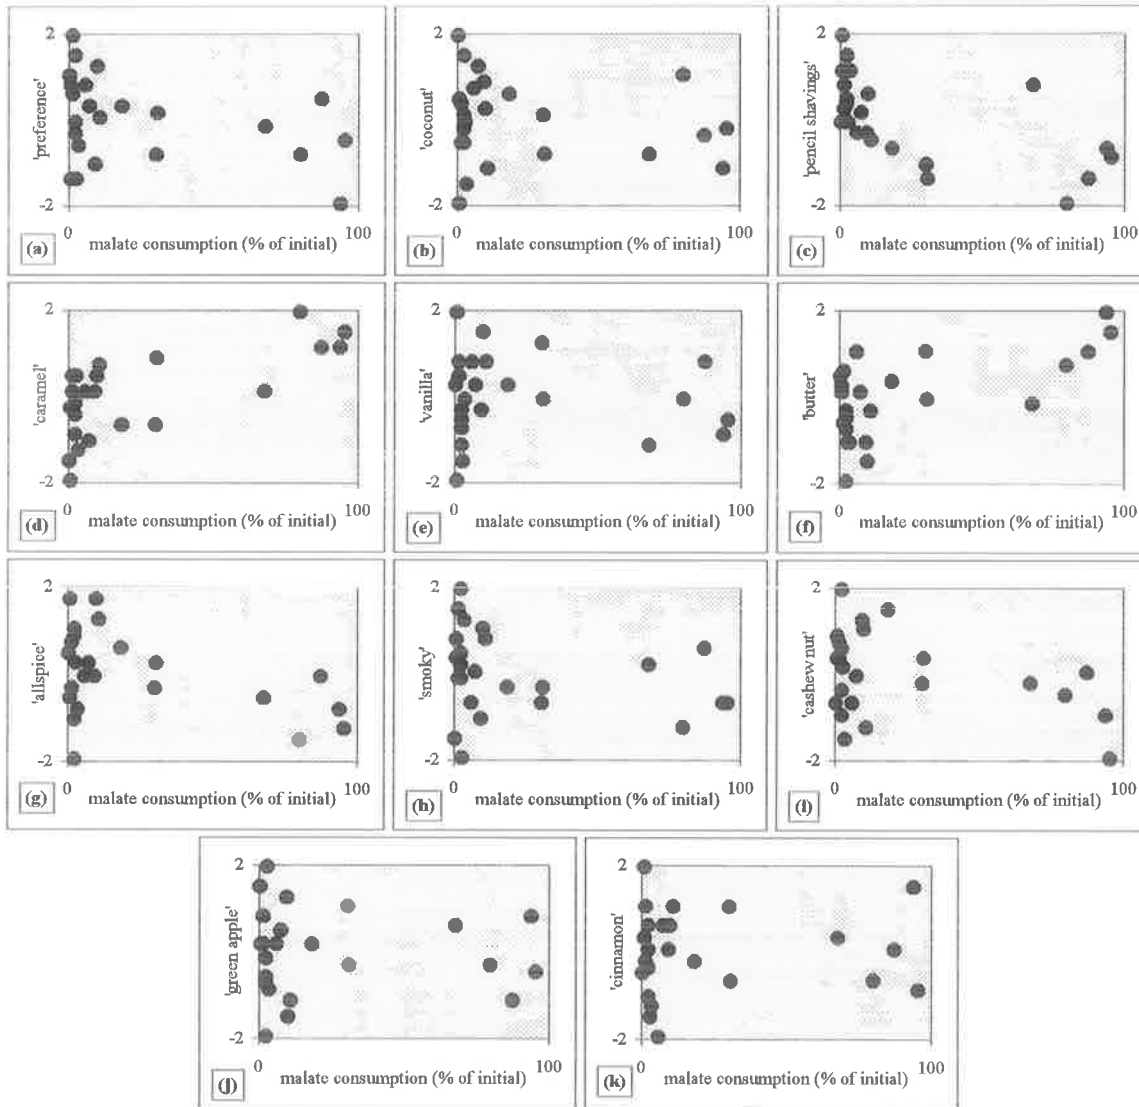 2
'preference'
-2
0
100
(a)
malate consumption (% of initial)
2
'coconut'
-2
0
100
(b)
malate consumption (% of initial)
2
'pencil shavings'
-2
0
100
(c)
malate consumption (% of initial)
2
'caramel'
-2
0
100
(d)
malate consumption (% of initial)
2
'vanilla'
-2
0
100
(e)
malate consumption (% of initial)
2
'butter'
-2
0
100
(f)
malate consumption (% of initial)
2
'allspice'
-2
0
100
(g)
malate consumption (% of initial)
2
'smoky'
-2
0
100
(h)
malate consumption (% of initial)
2
'cashew nut'
-2
0
100
(i)
malate consumption (% of initial)
2
'green apple'
-2
0
100
(j)
malate consumption (% of initial)
2
'cinnamon'
-2
0
100
(k)
malate consumption (% of initial)